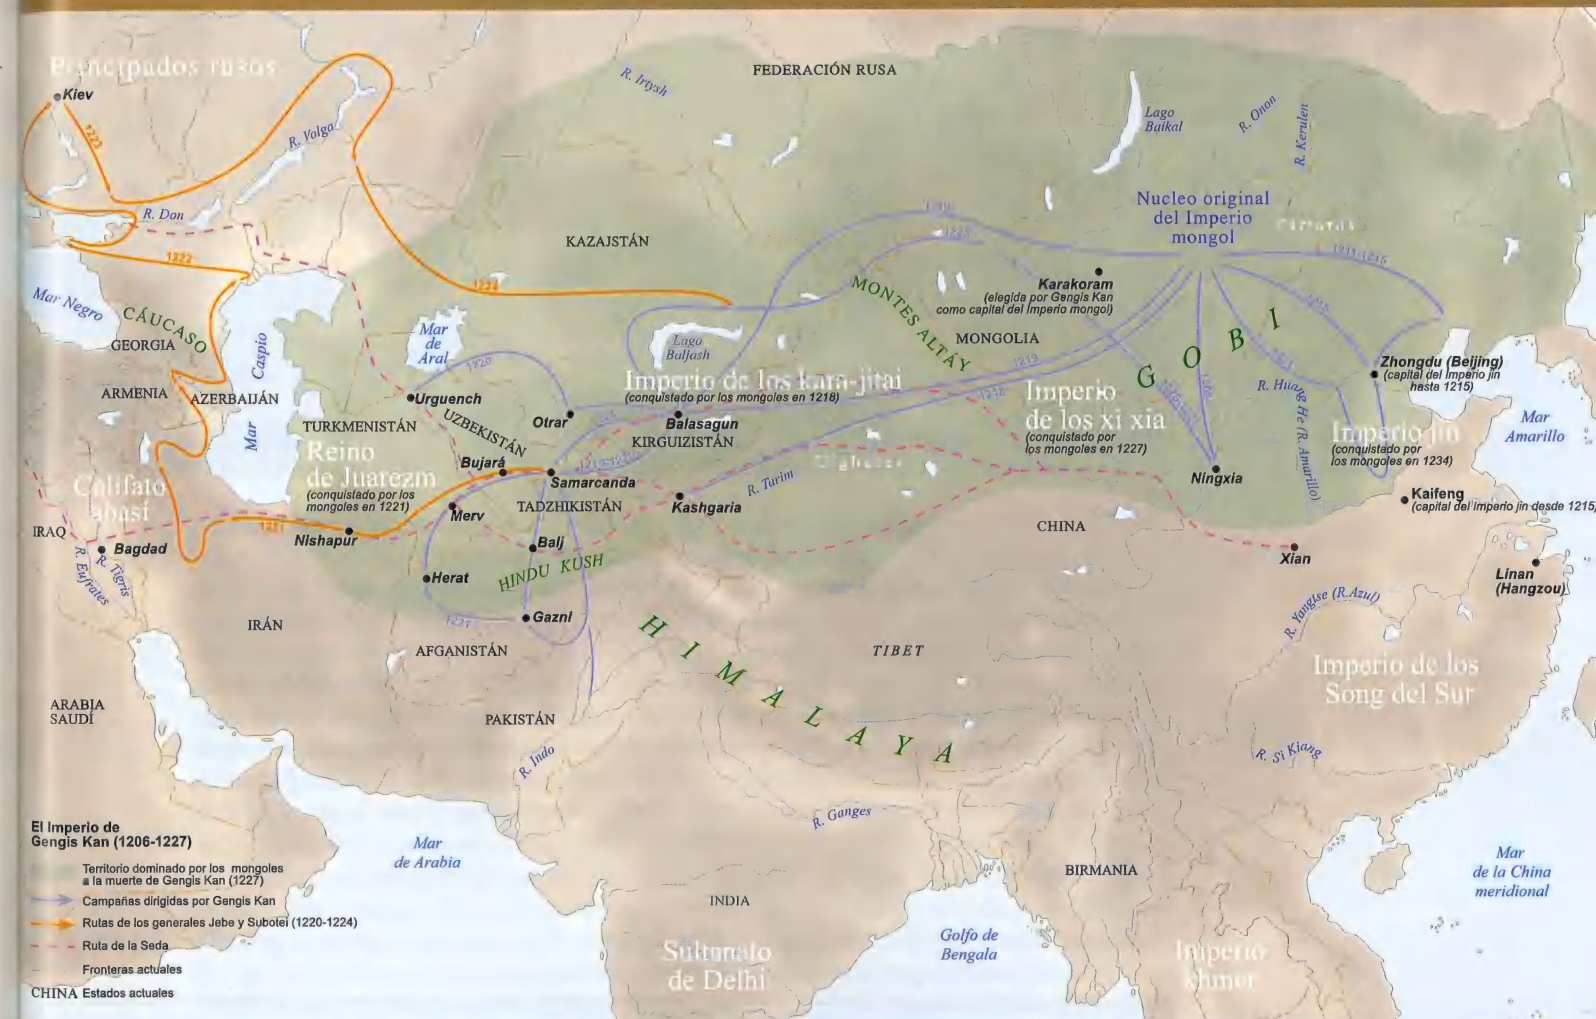 Principados rusos
Kiev
1223
R. Volga
R. Don
1222
Mar Negro
CÁUCASO
GEORGIA
ARMENIA
AZERBAIJÁN
Mar Caspio
R. Irtysh
FEDERACIÓN RUSA
KAZAJSTÁN
Lago
Baikal
R. Onon
R. Kerulen
Nucleo original
del Imperio
mongol
1211-1215
Karakoram
(elegida por Gengis Kan
como capital del Imperio mongol)
MONTES ALTÁY
MONGOLIA
GOBI
1219
1218
Mar
de
Aral
1220
Lago
Baljash
Imperio de los kara-jitai
(conquistado por los mongoles en 1218)
Urguench
Otrar
Balasagun
KIRGUIZISTÁN
TURKMENISTÁN
UZBEKISTÁN
Reino
de Juarezm
(conquistado por los
mongoles en 1221)
Bujará
Samarcanda
Merv
TADZHIKISTÁN
Kashgaria
R. Turim
Imperio
de los xi xia
(conquistado por
los mongoles en 1227)
Ningxia
R. Huang He (R. Amarillo)
Zhongdu (Beijing)
(capital del Imperio jin
hasta 1215)
Imperio jin
(conquistado por
los mongoles en 1234)
Mar
Amarillo
Kaifeng
(capital del Imperio jin desde 1215)
Califato
abasí
IRAQ
Bagdad
R. Tigris
R. Eufrates
1221
Nishapur
Balj
HINDU KUSH
Herat
Gazni
1221
IRÁN
AFGANISTÁN
CHINA
Xian
Linan
(Hangzou)
R. Yangtse (R.Azul)
HIMALAYA
TIBET
Imperio de los
Song del Sur
ARABIA
SAUDÍ
PAKISTÁN
R. Indo
R. Si Kiang
R. Ganges
Mar
de Arabia
INDIA
BIRMANIA
Mar
de la China
meridional
Golfo de
Bengala
Sultanato
de Delhi
Imperio
khmer
El Imperio de
Gengis Kan (1206-1227)
Territorio dominado por los mongoles
a la muerte de Gengis Kan (1227)
Campañas dirigidas por Gengis Kan
Rutas de los generales Jebe y Subotei (1220-1224)
Ruta de la Seda
Fronteras actuales
CHINA Estados actuales